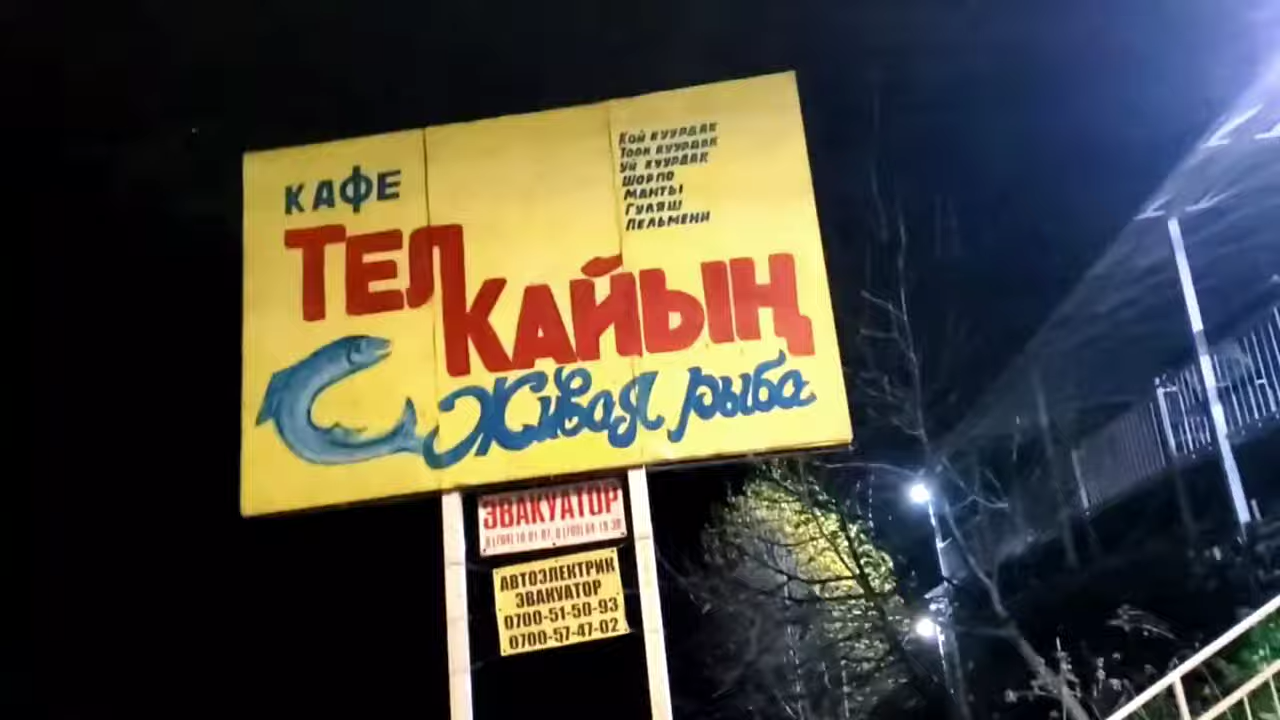 КАФЕ
ТЕЛ
КАЙЫҢ
Живая рыба
Кой куурдак
Тоок куурдак
Уй куурдак
Шорпо
Манты
Гуляш
Пельмени
ЭВАКУАТОР
АВТОЭЛЕКТРИК
ЭВАКУАТОР
0700-51-50-93
0700-57-47-02